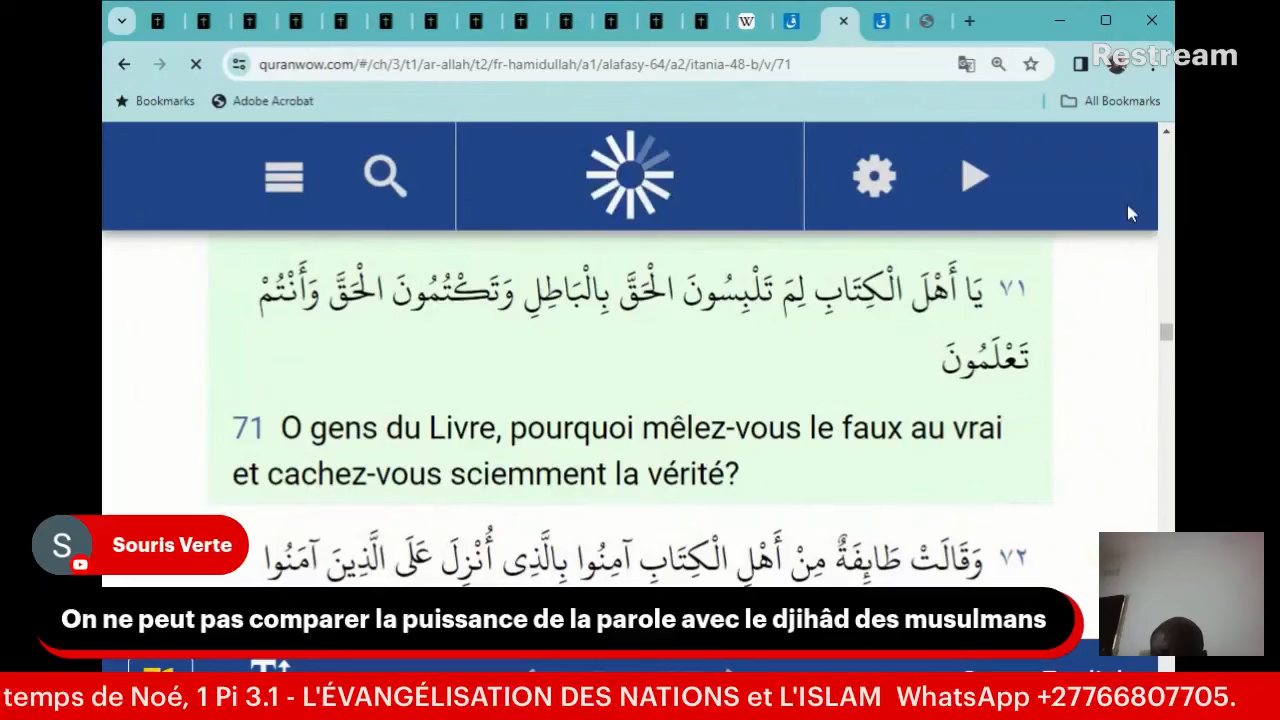 W
ق
ق
quranwow.com/#/ch/3/t1/ar-allah/t2/fr-hamidullah/a1/alafasy-64/a2/itania-48-b/v/71
Restream
Bookmarks
Adobe Acrobat
All Bookmarks
٧١ يَا أَهْلَ الْكِتَابِ لِمَ تَلْبِسُونَ الْحَقَّ بِالْبَاطِلِ وَتَكْتُمُونَ الْحَقَّ وَأَنْتُمْ
تَعْلَمُونَ
71 O gens du Livre, pourquoi mêlez-vous le faux au vrai
et cachez-vous sciemment la vérité?
S
Souris Verte
٧٢ وَقَالَتْ طَائِفَةٌ مِنْ أَهْلِ الْكِتَابِ آمِنُوا بِالَّذِى أُنْزِلَ عَلَى الَّذِينَ آمَنُوا
On ne peut pas comparer la puissance de la parole avec le djihâd des musulmans
temps de Noé, 1 Pi 3.1 - L'ÉVANGÉLISATION DES NATIONS et L'ISLAM WhatsApp +27766807705.